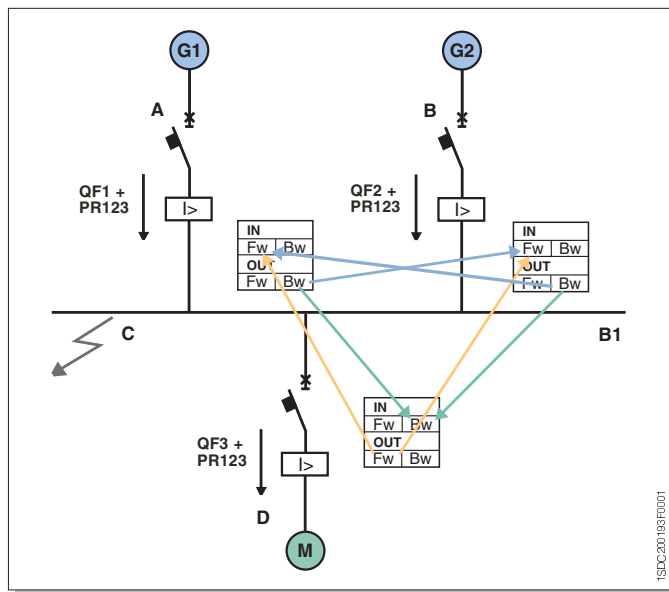 G1
G2
A
B
QF1 +
PR123
I>
QF2 +
PR123
I>
IN
Fw Bw
OUT
Fw Bw
IN
Fw Bw
OUT
Fw Bw
C
B1
QF3 +
PR123
I>
IN
Fw Bw
OUT
Fw Bw
D
M
1SDC200193F0001